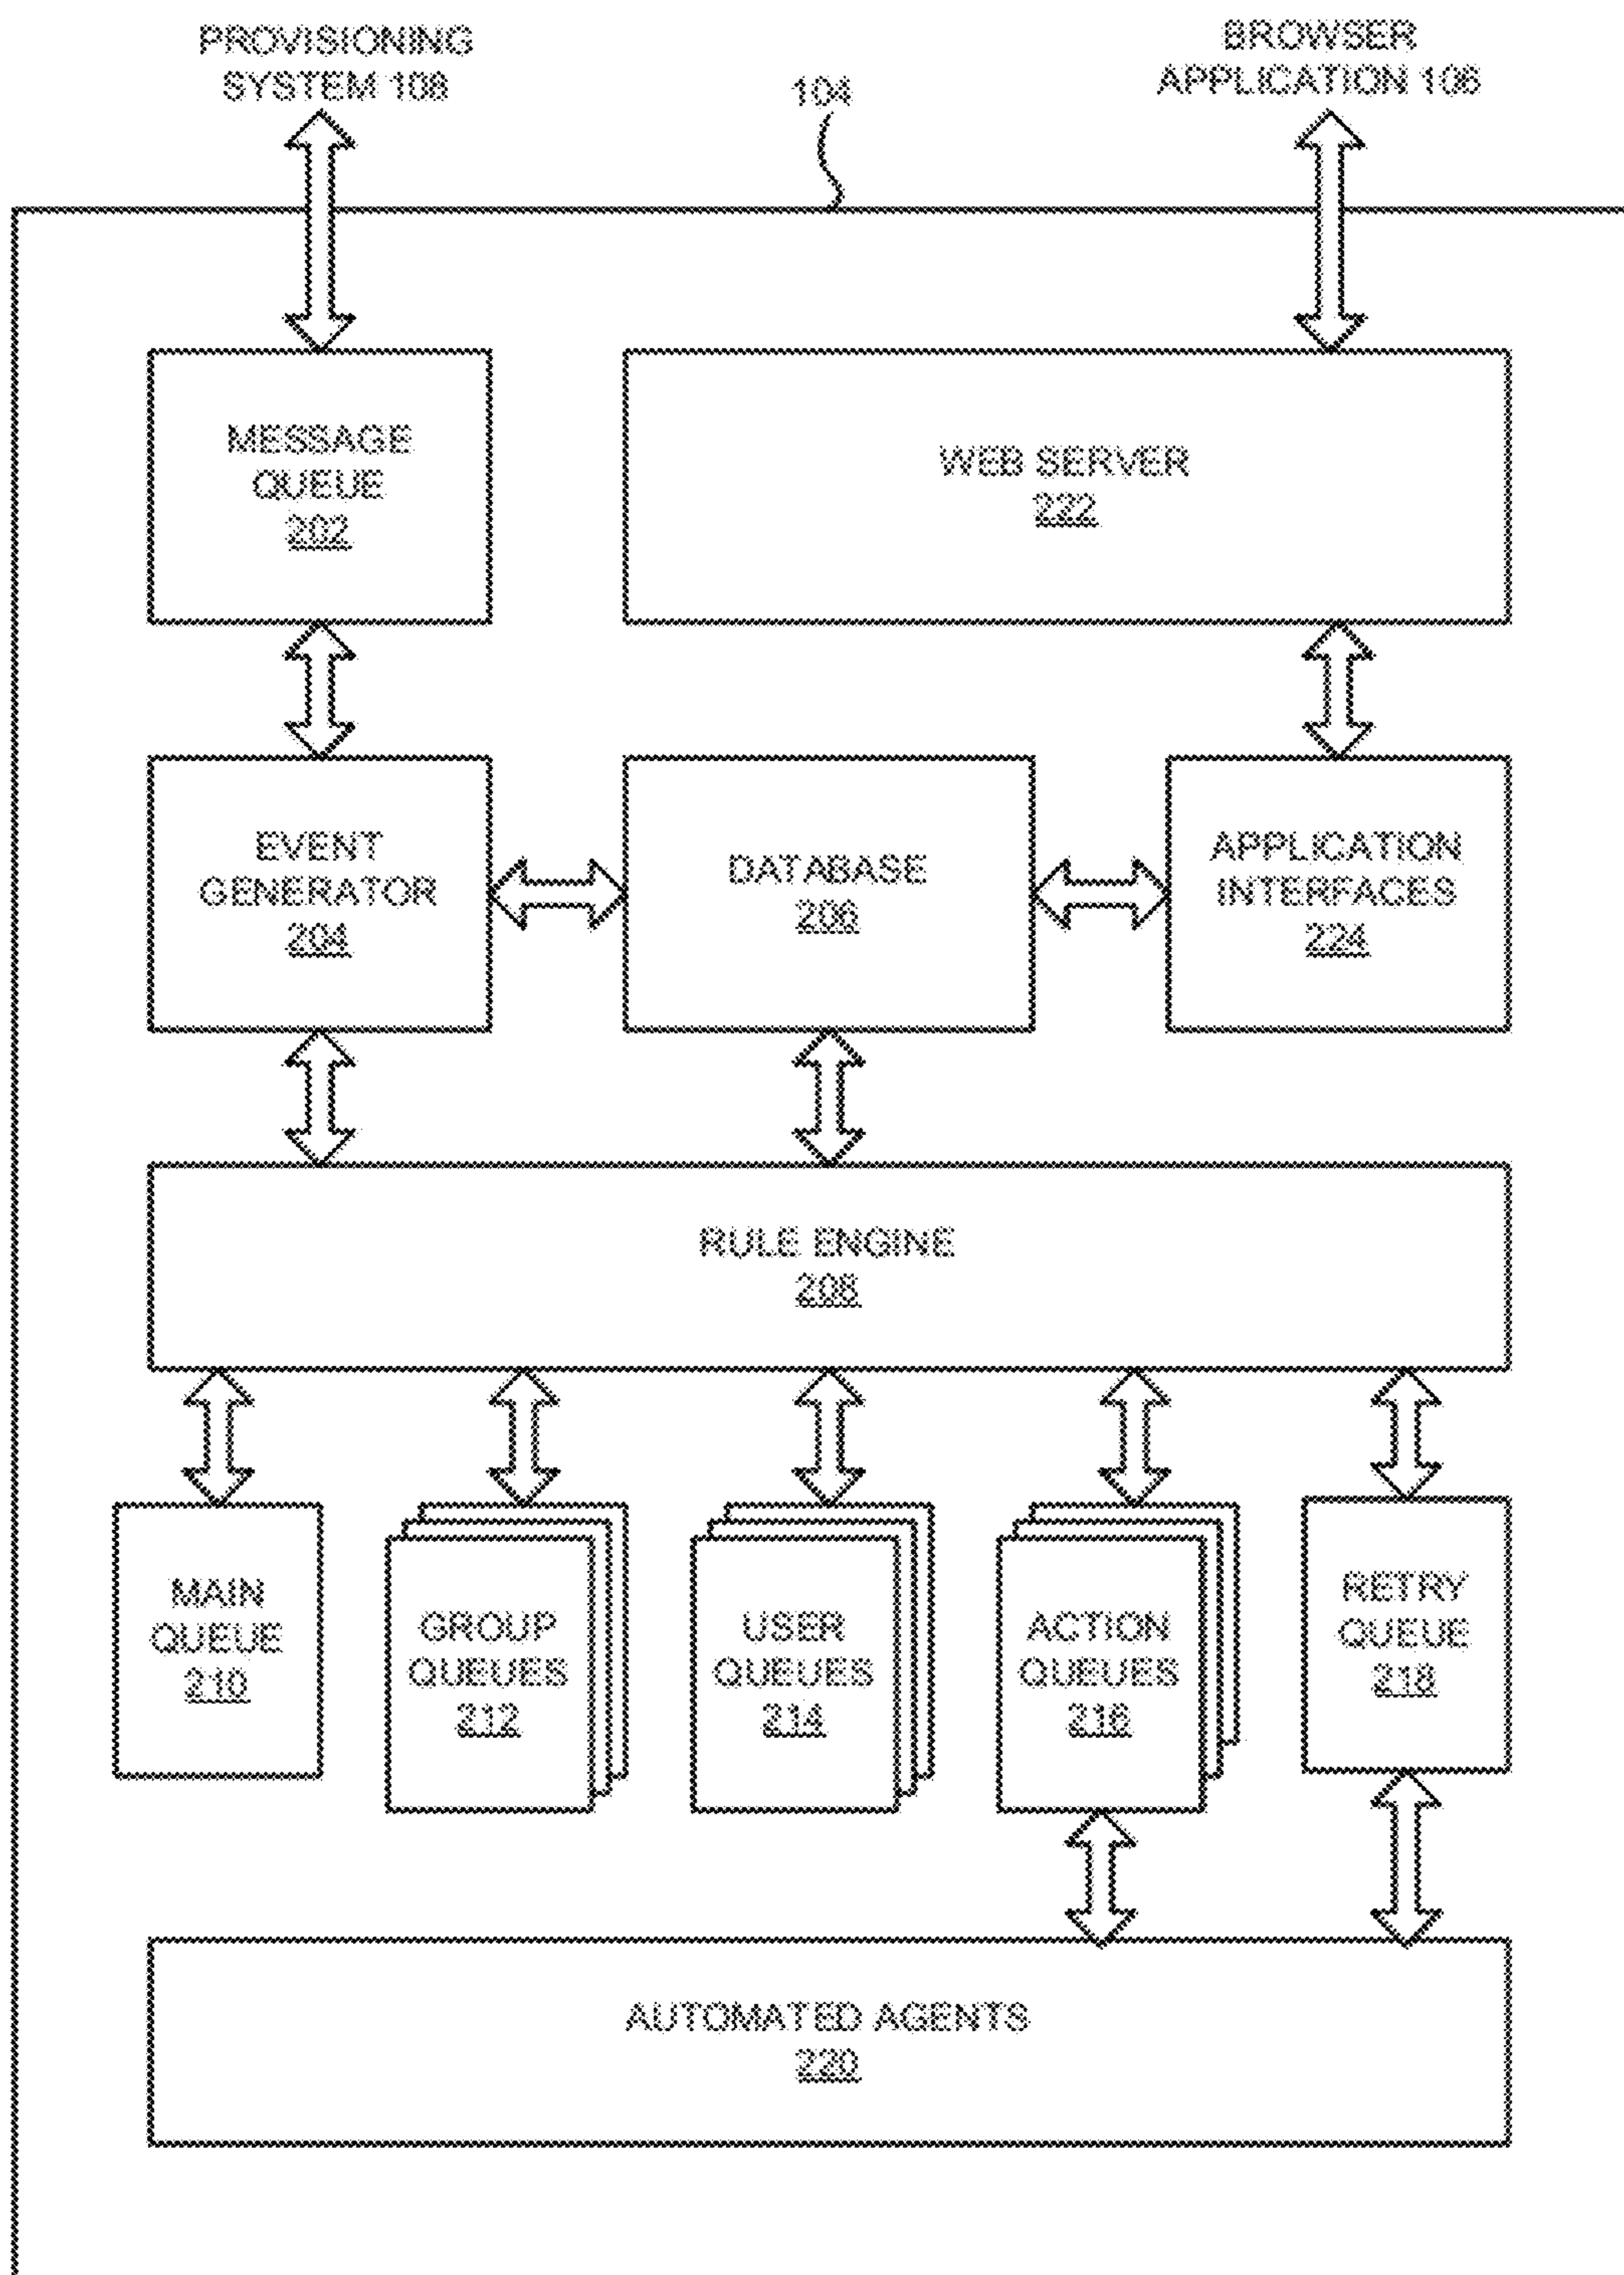 PROVISIONING
SYSTEM 108
104
BROWSER
APPLICATION 106
MESSAGE
QUEUE
202
WEB SERVER
222
EVENT
GENERATOR
204
DATABASE
206
APPLICATION
INTERFACES
224
RULE ENGINE
208
MAIN
QUEUE
210
GROUP
QUEUES
212
USER
QUEUES
214
ACTION
QUEUES
216
RETRY
QUEUE
218
AUTOMATED AGENTS
220